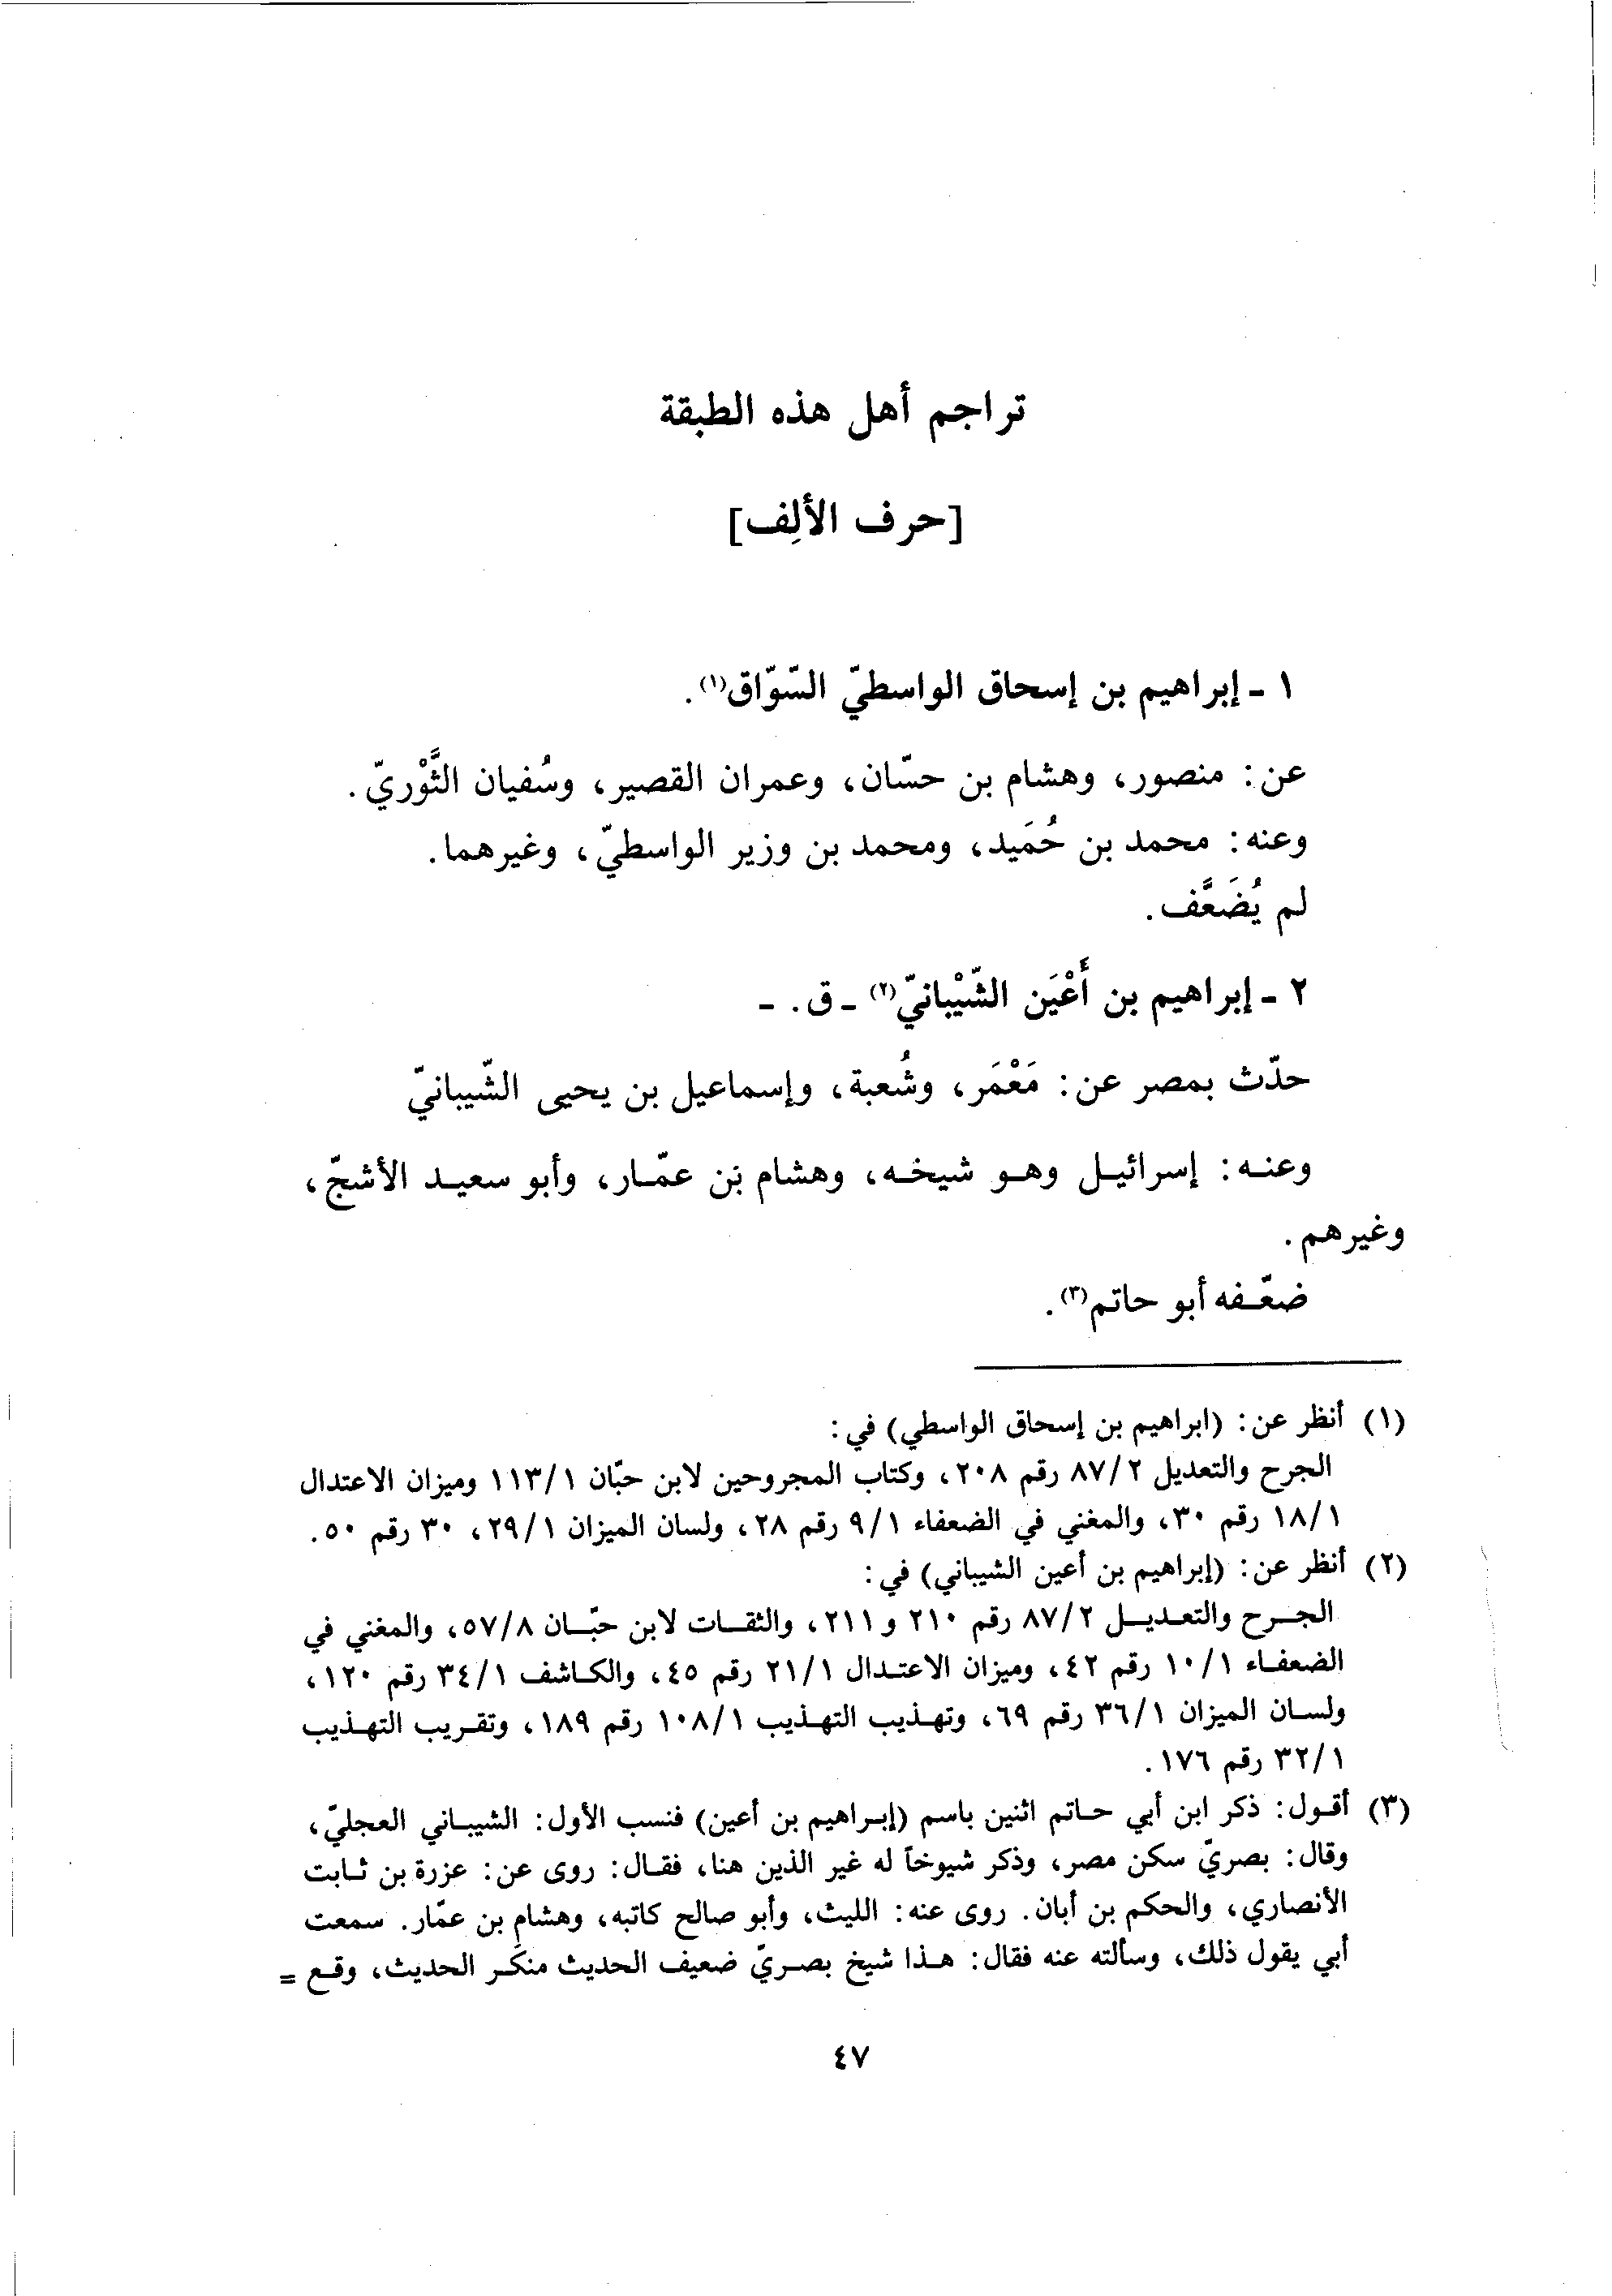 تراجم أهل هذه الطبقة
[حرف الألِف]
١ - إبراهيم بن إسحاق الواسطيّ السّوّاق(١).
عن: منصور، وهشام بن حسّان، وعمران القصير، وسُفيان الثَّوْريّ.
وعنه: محمد بن حُمَيد، ومحمد بن وزير الواسطيّ، وغيرهما.
لم يُضَعَّف.
٢ - إبراهيم بن أَعْيَن الشّيْبانيّ(٢) - ق. -
حدّث بمصر عن: مَعْمَر، وشُعبة، وإسماعيل بن يحيى الشّيبانيّ
وعنه: إسرائيل وهو شيخه، وهشام بن عمّار، وأبو سعيد الأشجّ،
وغيرهم.
ضعّفه أبو حاتم(٣).
(١) أنظر عن: (ابراهيم بن إسحاق الواسطي) في:
الجرح والتعديل ٨٧/٢ رقم ٢٠٨، وكتاب المجروحين لابن حبّان ١١٣/١ وميزان الاعتدال
١٨/١ رقم ٣٠، والمغني في الضعفاء ٩/١ رقم ٢٨، ولسان الميزان ٢٩/١، ٣٠ رقم ٥٠.
(٢) أنظر عن: (إبراهيم بن أعين الشيباني) في:
الجرح والتعديل ٨٧/٢ رقم ٢١٠ و٢١١، والثقات لابن حبّان ٥٧/٨، والمغني في
الضعفاء ١٠/١ رقم ٤٢، وميزان الاعتدال ٢١/١ رقم ٤٥، والكاشف ٣٤/١ رقم ١٢٠،
ولسان الميزان ٣٦/١ رقم ٦٩، وتهذيب التهذيب ١٠٨/١ رقم ١٨٩، وتقريب التهذيب
٣٢/١ رقم ١٧٦.
(٣) أقول: ذكر ابن أبي حاتم اثنين باسم (إبراهيم بن أعين) فنسب الأول: الشيباني العجليّ،
وقال: بصريّ سكن مصر، وذكر شيوخاً له غير الذين هنا، فقال: روى عن: عزرة بن ثابت
الأنصاري، والحكم بن أبان. روى عنه: الليث، وأبو صالح كاتبه، وهشام بن عمّار. سمعت
أبي يقول ذلك، وسألته عنه فقال: هذا شيخ بصريّ ضعيف الحديث منكَر الحديث، وقع =
٤٧